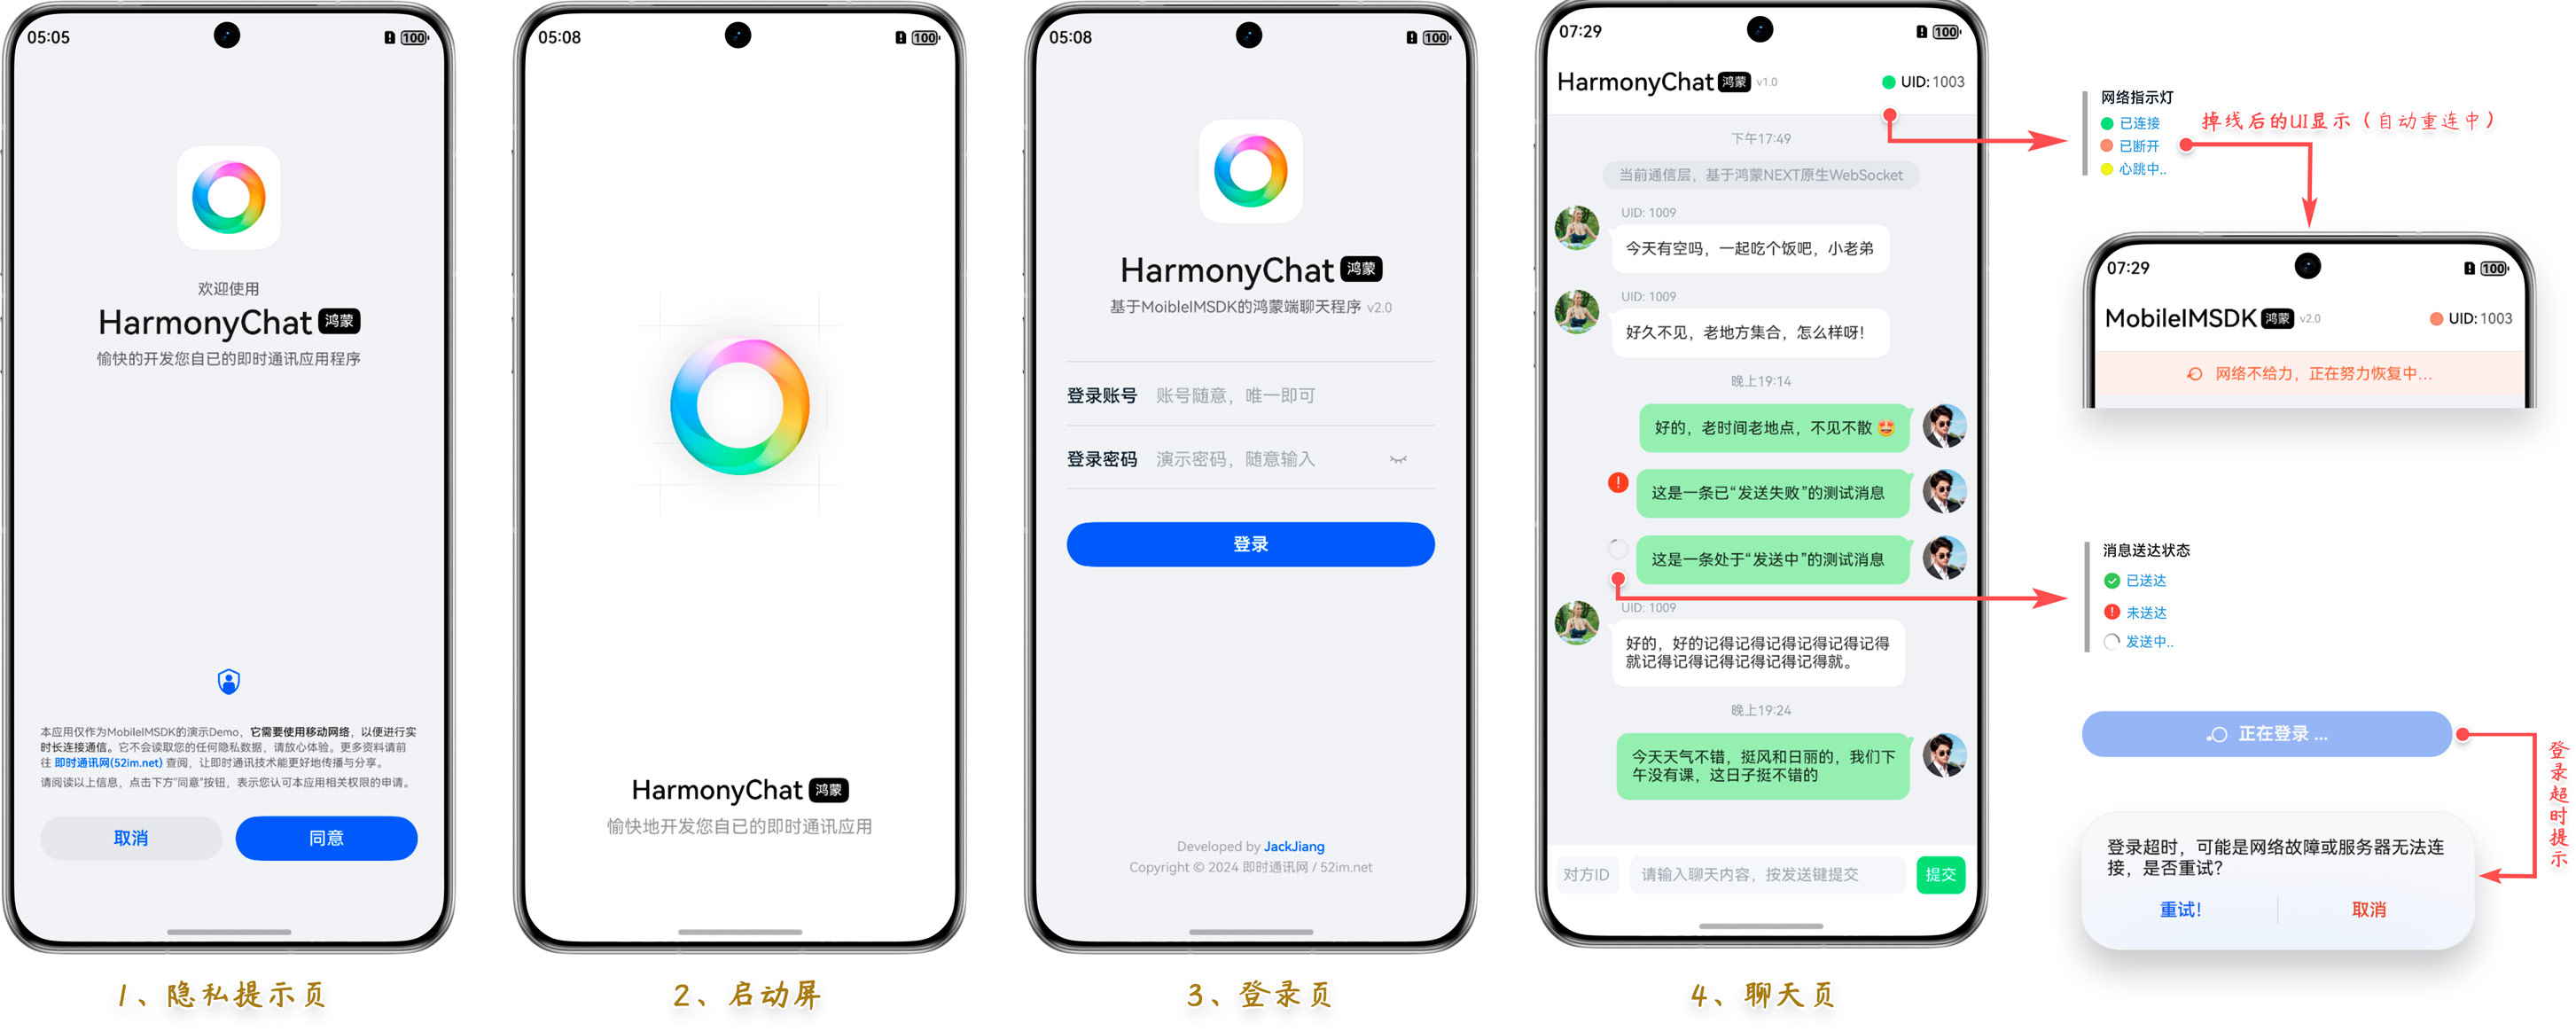 05:05
100
欢迎使用
HarmonyChat 鸿蒙
愉快的开发您自已的即时通讯应用程序
本应用仅作为MobileIMSDK的演示Demo，它需要使用移动网络，以便进行实
时长连接通信。它不会读取您的任何隐私数据，请放心体验。更多资料请前
往 即时通讯网(52im.net) 查阅，让即时通讯技术能更好地传播与分享。
请阅读以上信息，点击下方“同意”按钮，表示您认可本应用相关权限的申请。
取消
同意
1、隐私提示页
05:08
100
HarmonyChat 鸿蒙
愉快地开发您自已的即时通讯应用
2、启动屏
05:08
100
HarmonyChat 鸿蒙
基于MoibleIMSDK的鸿蒙端聊天程序 v2.0
登录账号 账号随意，唯一即可
登录密码 演示密码，随意输入
登录
Developed by JackJiang
Copyright © 2024 即时通讯网 / 52im.net
3、登录页
07:29
100
HarmonyChat 鸿蒙 v1.0
UID: 1003
下午17:49
当前通信层，基于鸿蒙NEXT原生WebSocket
UID: 1009
今天有空吗，一起吃个饭吧，小老弟
UID: 1009
好久不见，老地方集合，怎么样呀！
晚上19:14
好的，老时间老地点，不见不散 😍
这是一条已“发送失败”的测试消息
这是一条处于“发送中”的测试消息
UID: 1009
好的，好的记得记得记得记得记得记得
就记得记得记得记得记得记得就。
晚上19:24
今天天气不错，挺风和日丽的，我们下
午没有课，这日子挺不错的
对方ID
请输入聊天内容，按发送键提交
提交
4、聊天页
网络指示灯
已连接
已断开
心跳中..
掉线后的UI显示（自动重连中）
07:29
100
MobileIMSDK 鸿蒙 v2.0
UID: 1003
网络不给力，正在努力恢复中...
消息送达状态
已送达
未送达
发送中..
正在登录 ...
登录超时提示
登录超时，可能是网络故障或服务器无法连
接，是否重试？
重试！
取消